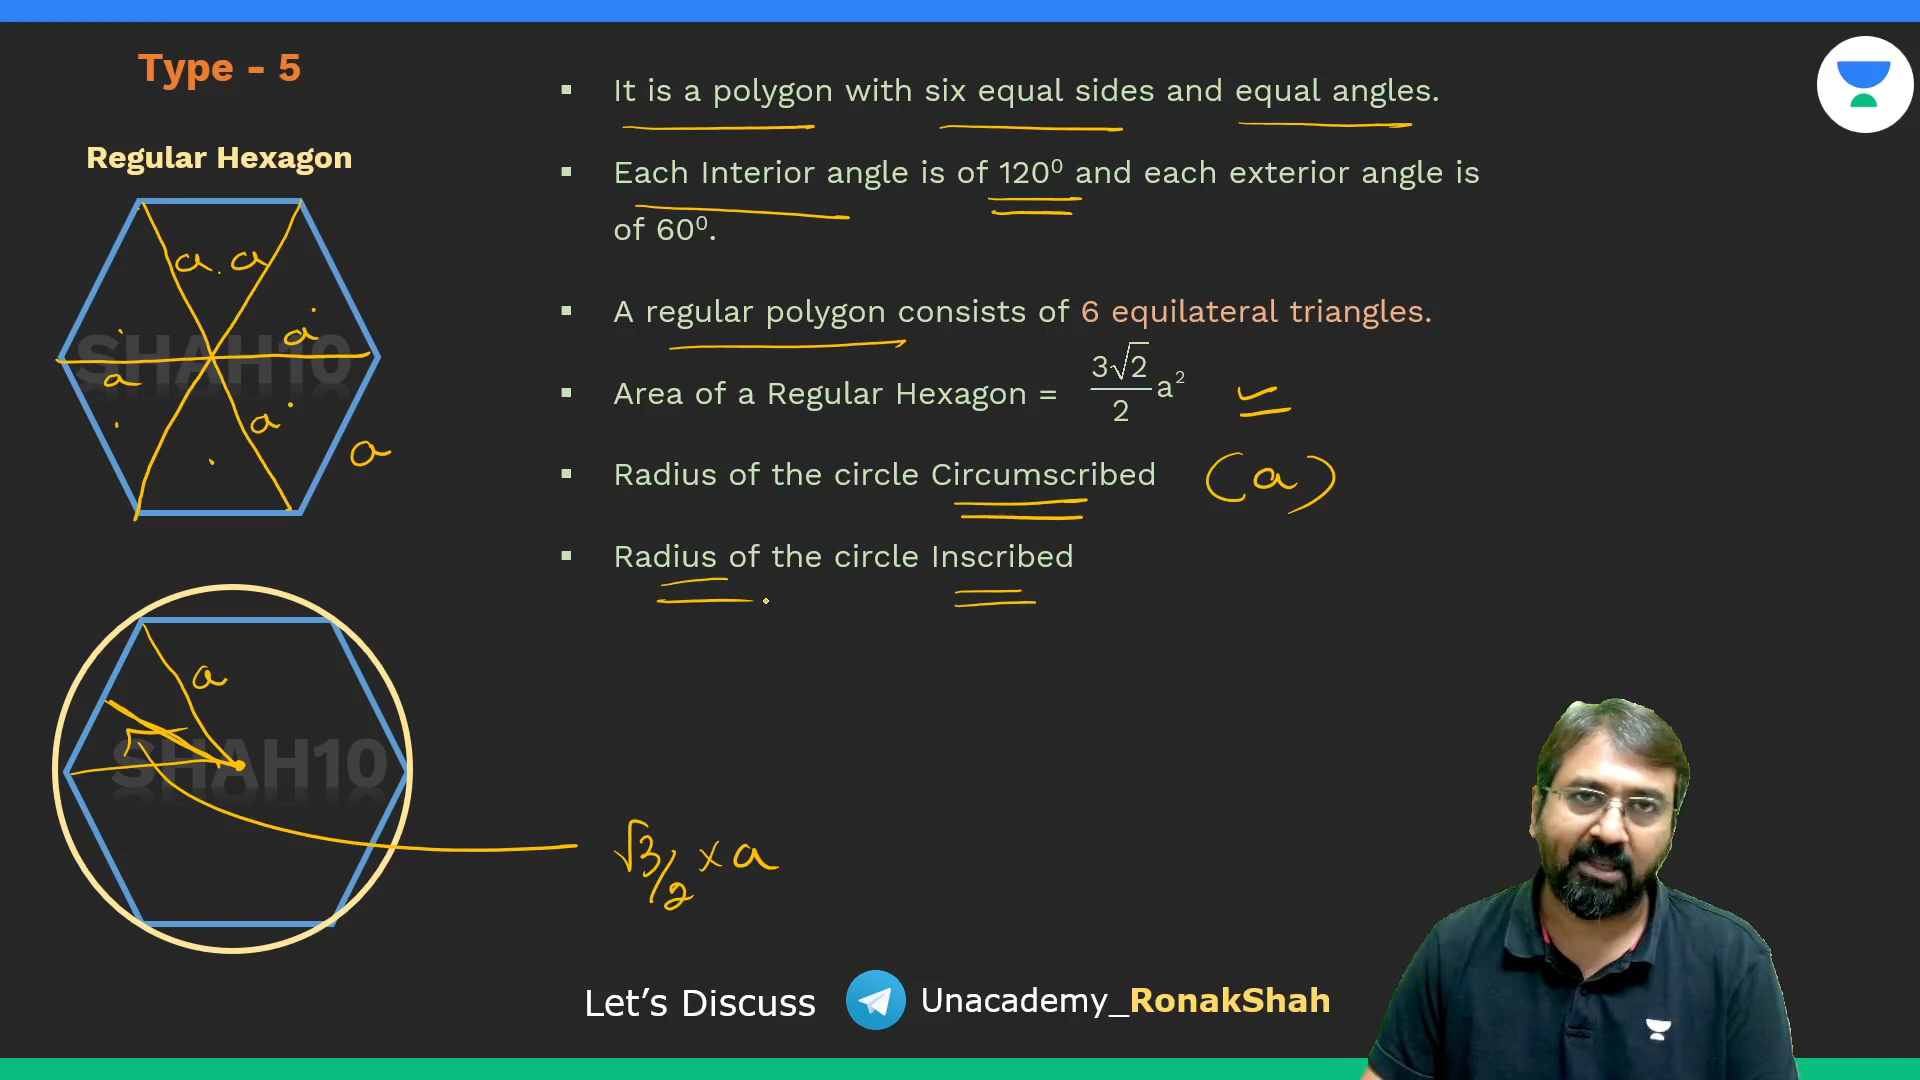 Type - 5
Regular Hexagon
a . a
a
a
a
a
SHAH10
▪ It is a polygon with six equal sides and equal angles.
▪ Each Interior angle is of 120⁰ and each exterior angle is
of 60⁰.
▪ A regular polygon consists of 6 equilateral triangles.
▪ Area of a Regular Hexagon = 3√2/2 a²
▪ Radius of the circle Circumscribed (a)
▪ Radius of the circle Inscribed
a
SHAH10
√3/2 × a
Let’s Discuss Unacademy_RonakShah